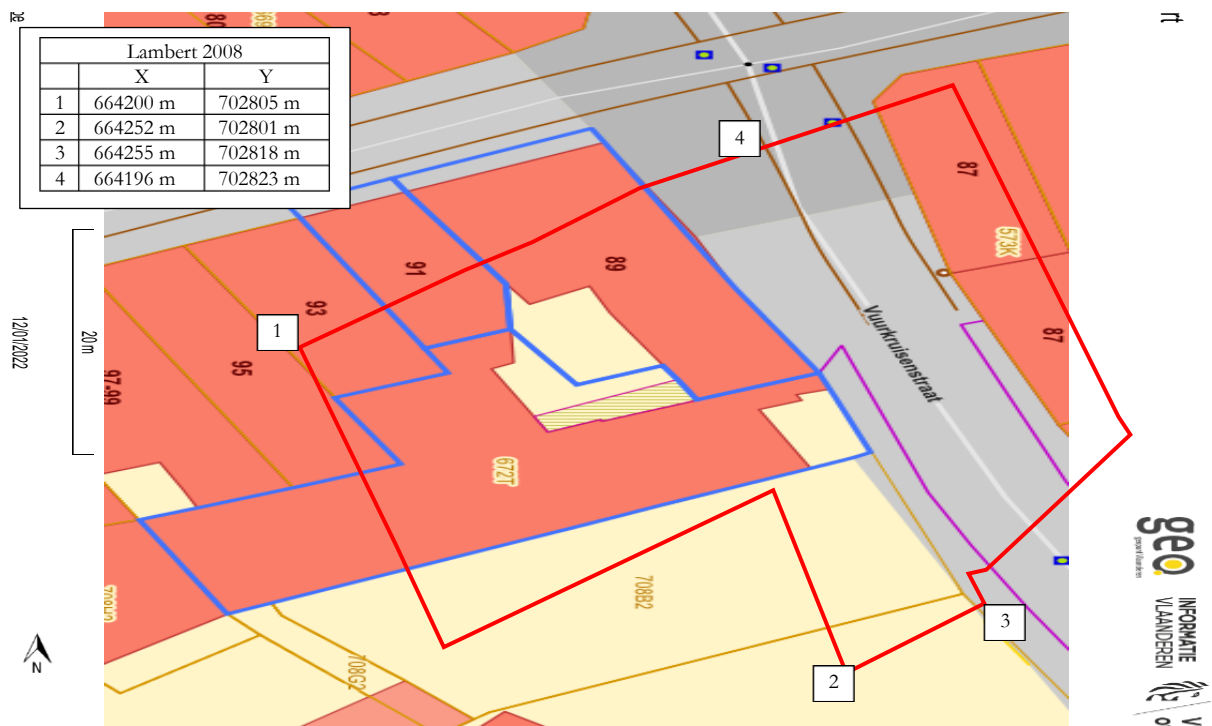 Lambert 2008
X Y
1 664200 m 702805 m
2 664252 m 702801 m
3 664255 m 702818 m
4 664196 m 702823 m
4
1
3
2
87
573K
87
89
91
93
95
97-99
672T
708B2
708G2
Vuurkruisenstraat
20m
12/01/2022
N
geo
INFORMATIE
VLAANDEREN